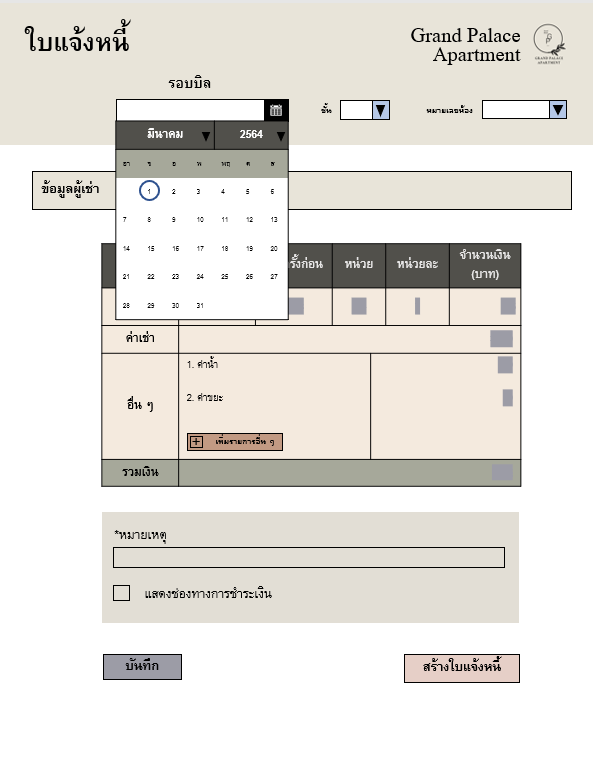 ใบแจ้งหนี้
Grand Palace
Apartment
GRAND PALACE
APARTMENT
รอบบิล
ชั้น
หมายเลขห้อง
มีนาคม 2564
อา จ อ พ พฤ ศ ส
1 2 3 4 5 6
7 8 9 10 11 12 13
14 15 16 17 18 19 20
21 22 23 24 25 26 27
28 29 30 31
ข้อมูลผู้เช่า
รั้งก่อน หน่วย หน่วยละ จำนวนเงิน
(บาท)
ค่าเช่า
อื่น ๆ
1. ค่าน้ำ
2. ค่าขยะ
เพิ่มรายการอื่น ๆ
รวมเงิน
*หมายเหตุ
แสดงช่องทางการชำระเงิน
บันทึก
สร้างใบแจ้งหนี้